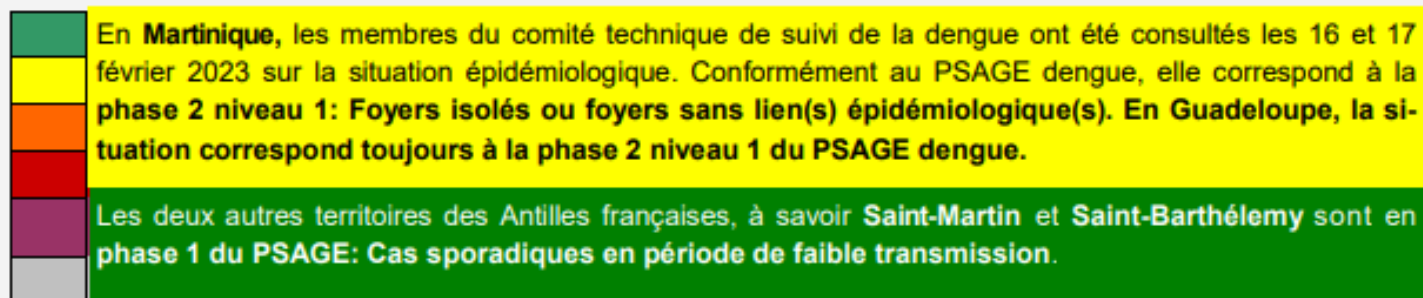 En Martinique, les membres du comité technique de suivi de la dengue ont été consultés les 16 et 17
février 2023 sur la situation épidémiologique. Conformément au PSAGE dengue, elle correspond à la
phase 2 niveau 1: Foyers isolés ou foyers sans lien(s) épidémiologique(s). En Guadeloupe, la si-
tuation correspond toujours à la phase 2 niveau 1 du PSAGE dengue.
Les deux autres territoires des Antilles françaises, à savoir Saint-Martin et Saint-Barthélemy sont en
phase 1 du PSAGE: Cas sporadiques en période de faible transmission.